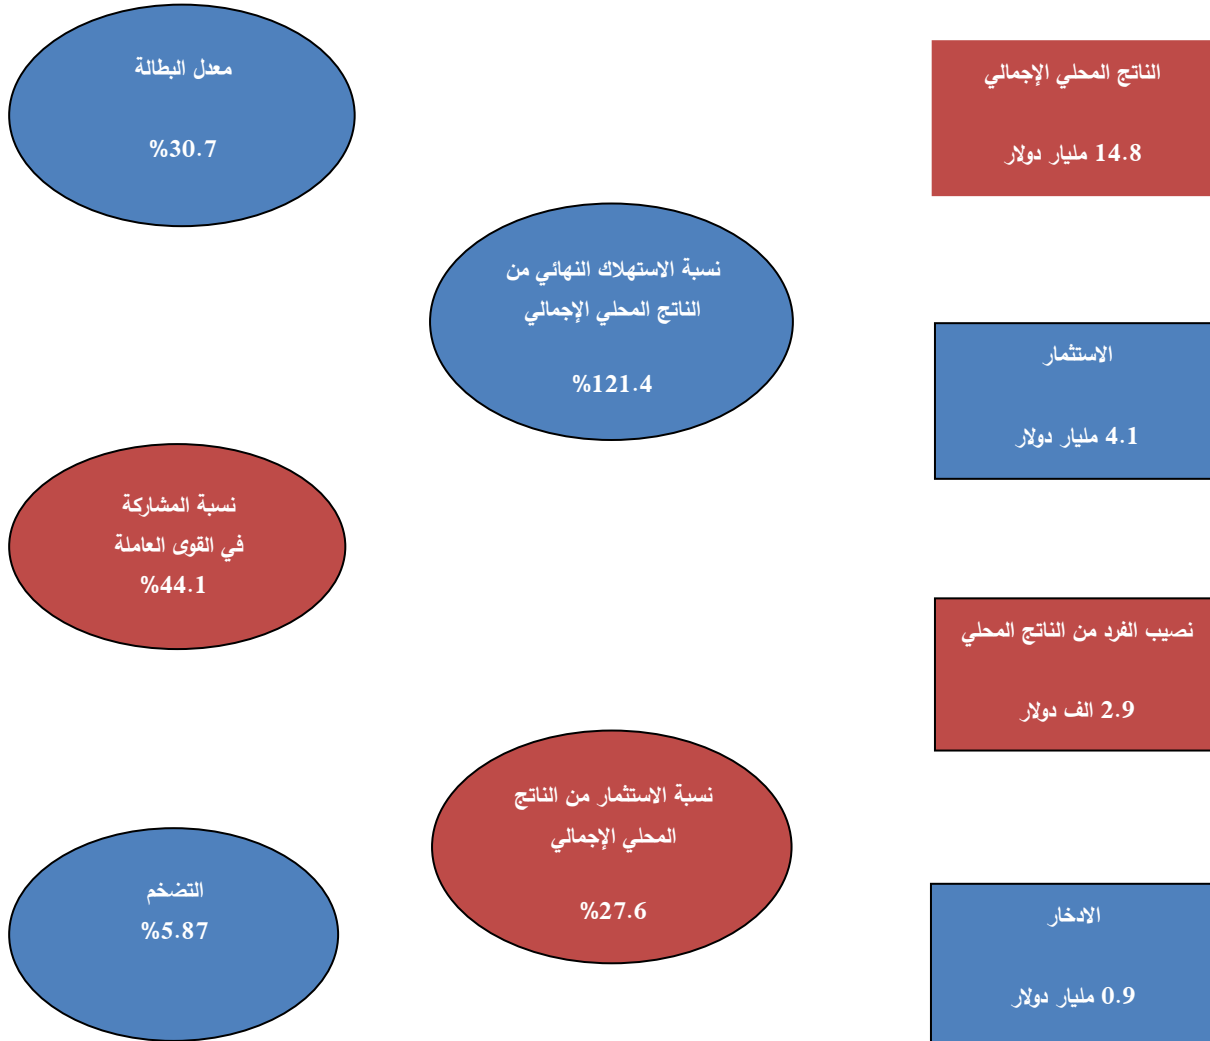 الناتج المحلي الإجمالي
14.8 مليار دولار
الاستثمار
4.1 مليار دولار
نصيب الفرد من الناتج المحلي
2.9 الف دولار
الادخار
0.9 مليار دولار
نسبة الاستهلاك النهائي من
الناتج المحلي الإجمالي
%121.4
نسبة الاستثمار من الناتج
المحلي الإجمالي
%27.6
معدل البطالة
%30.7
نسبة المشاركة
في القوى العاملة
%44.1
التضخم
%5.87